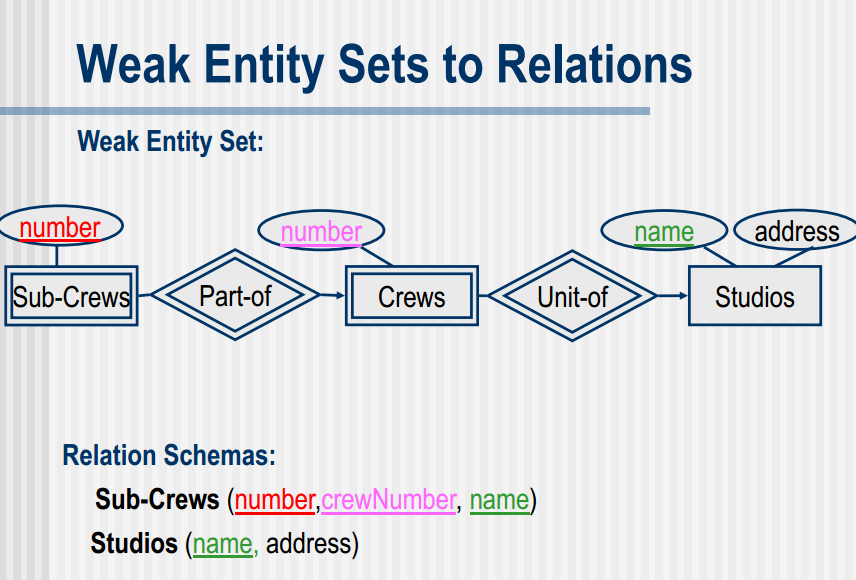 Weak Entity Sets to Relations
Weak Entity Set:
number number name address
Sub-Crews Part-of Crews Unit-of Studios
Relation Schemas:
Sub-Crews (number,crewNumber, name)
Studios (name, address)